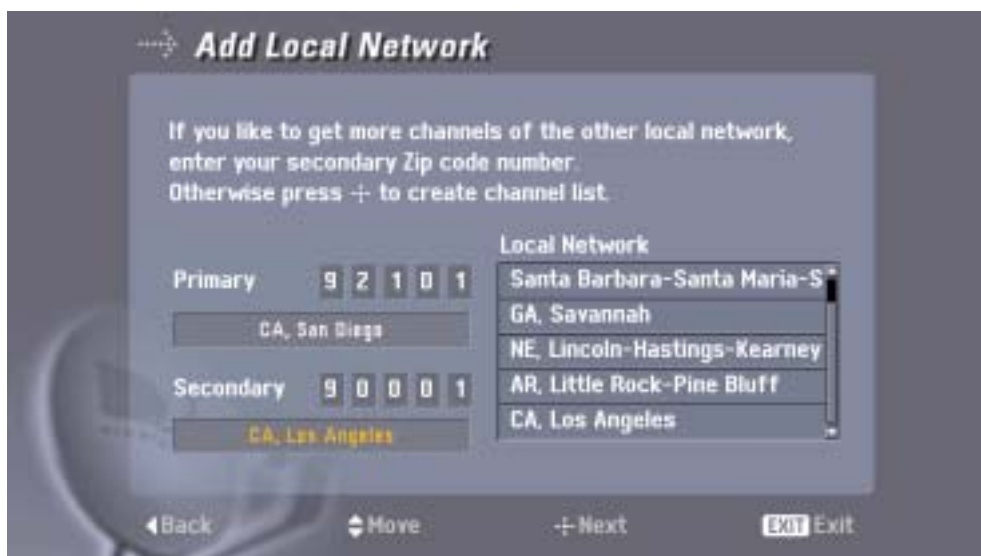 Add Local Network
If you like to get more channels of the other local network,
enter your secondary Zip code number.
Otherwise press -¦- to create channel list.
Local Network
Primary 9 2 1 0 1
CA, San Diego
Secondary 9 0 0 0 1
CA, Los Angeles
Santa Barbara-Santa Maria-S
GA, Savannah
NE, Lincoln-Hastings-Kearney
AR, Little Rock-Pine Bluff
CA, Los Angeles
Back Move -¦-Next EXIT Exit